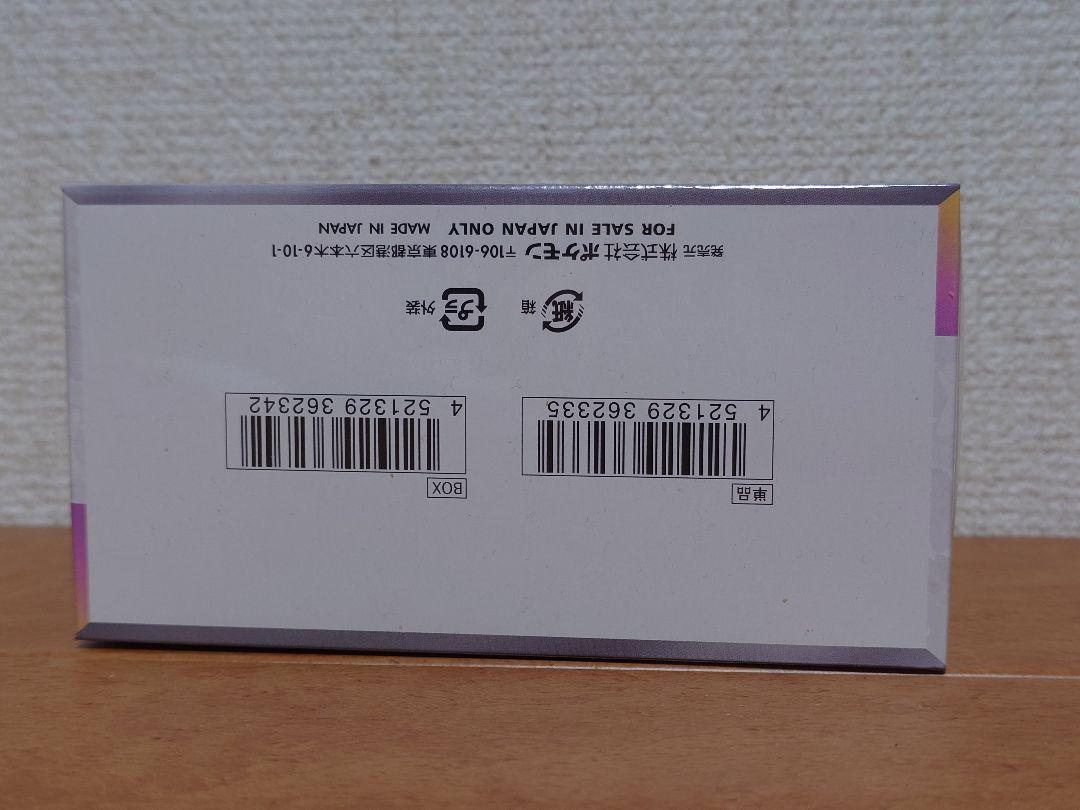 単品
BOX
4 521329 362335
4 521329 362342
紙 箱
プラ 外装
発売元 株式会社 ポケモン 〒106-6108 東京都港区六本木6-10-1
FOR SALE IN JAPAN ONLY MADE IN JAPAN